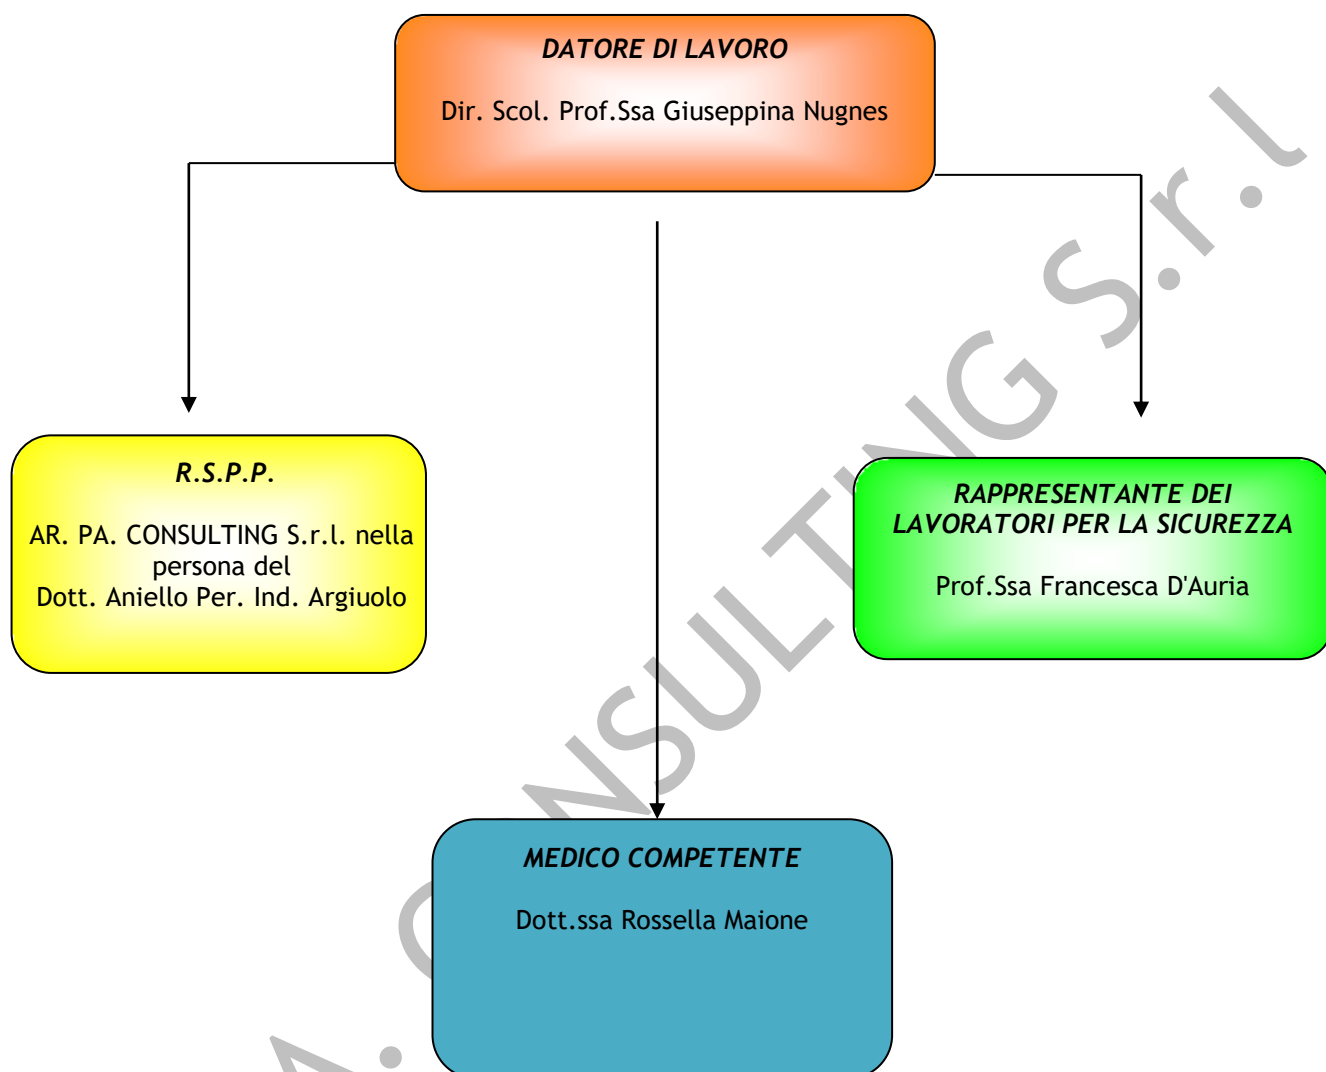 DATORE DI LAVORO
Dir. Scol. Prof.Ssa Giuseppina Nugnes
R.S.P.P.
AR. PA. CONSULTING S.r.l. nella
persona del
Dott. Aniello Per. Ind. Argiuolo
RAPPRESENTANTE DEI
LAVORATORI PER LA SICUREZZA
Prof.Ssa Francesca D'Auria
MEDICO COMPETENTE
Dott.ssa Rossella Maione
A. CONSULTING S.r.l